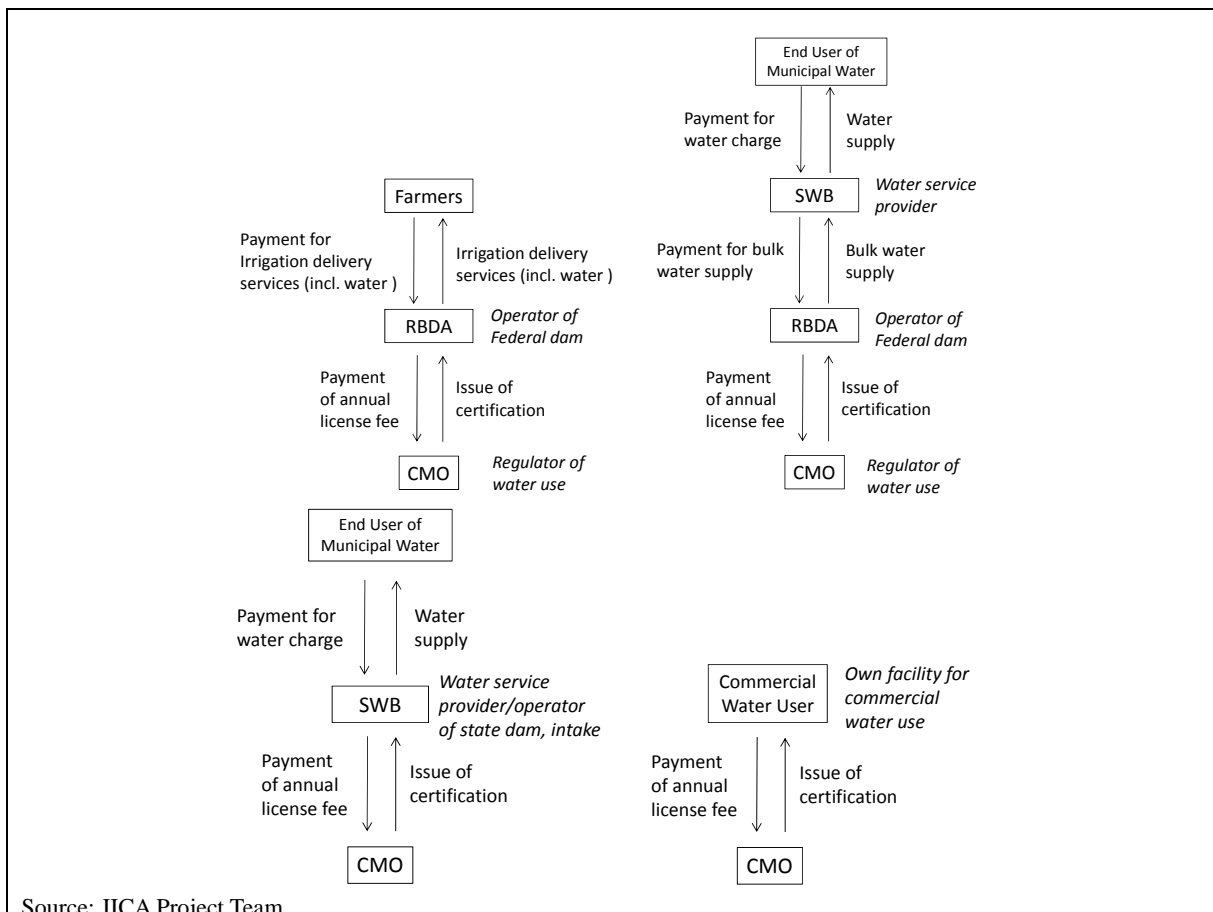 Farmers
Payment for
Irrigation delivery
services (incl. water )
Irrigation delivery
services (incl. water )
RBDA
Operator of
Federal dam
Payment
of annual
license fee
Issue of
certification
CMO
Regulator of
water use
End User of
Municipal Water
Payment for
water charge
Water
supply
SWB
Water service
provider
Payment for bulk
water supply
Bulk water
supply
RBDA
Operator of
Federal dam
Payment
of annual
license fee
Issue of
certification
CMO
Regulator of
water use
End User of
Municipal Water
Payment for
water charge
Water
supply
SWB
Water service
provider/operator
of state dam, intake
Payment
of annual
license fee
Issue of
certification
CMO
Commercial
Water User
Own facility for
commercial
water use
Payment
of annual
license fee
Issue of
certification
CMO
Source: JICA Project Team